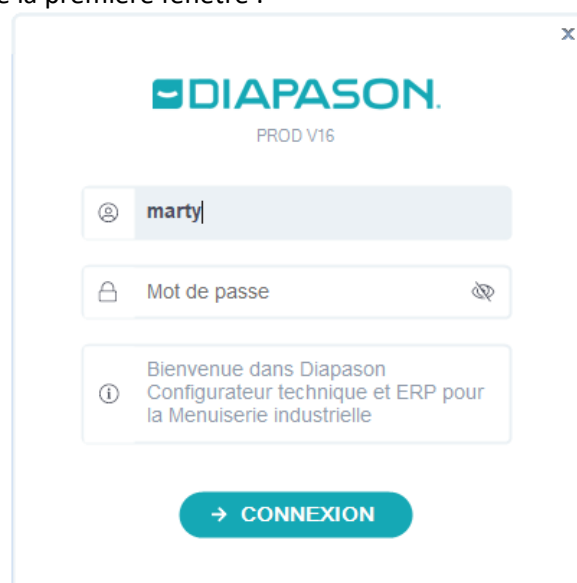 la première fenêtre :
x
DIAPASON.
PROD V16
marty
Mot de passe
Bienvenue dans Diapason
Configurateur technique et ERP pour
la Menuiserie industrielle
→ CONNEXION